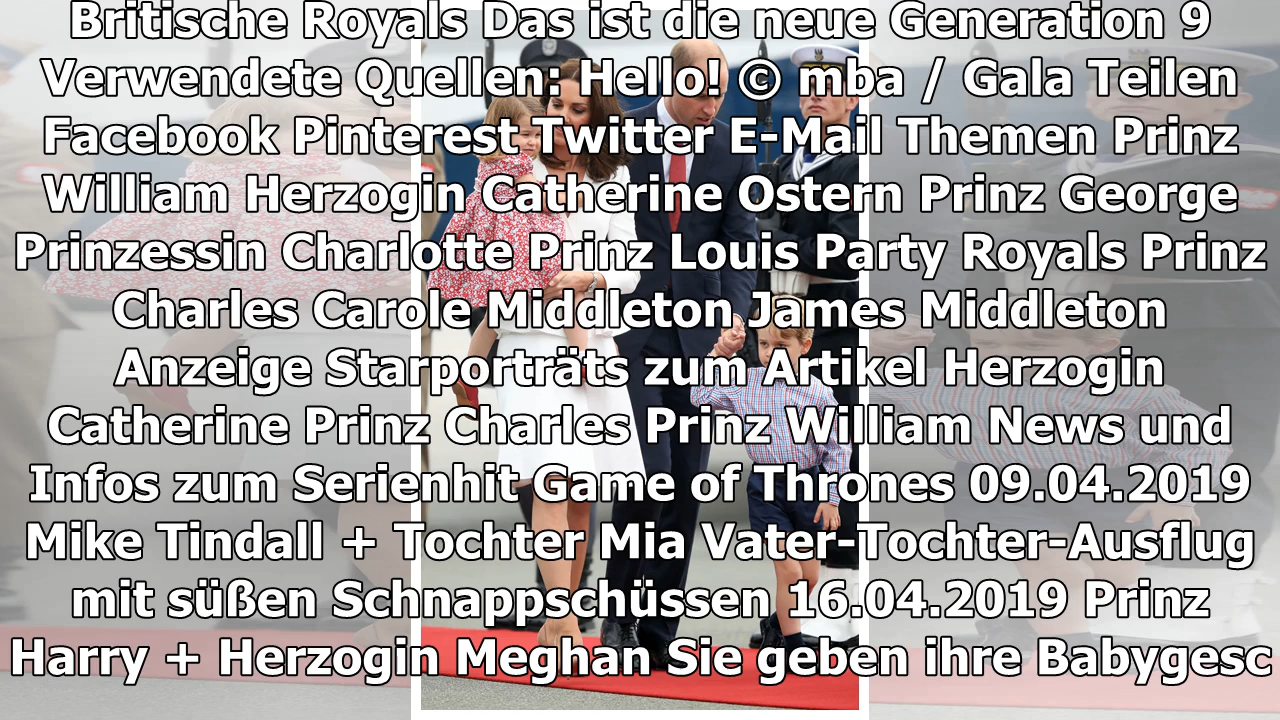 Britische Royals Das ist die neue Generation 9
Verwendete Quellen: Hello! © mba / Gala Teilen
Facebook Pinterest Twitter E-Mail Themen Prinz
William Herzogin Catherine Ostern Prinz George
Prinzessin Charlotte Prinz Louis Party Royals Prinz
Charles Carole Middleton James Middleton
Anzeige Starporträts zum Artikel Herzogin
Catherine Prinz Charles Prinz William News und
Infos zum Serienhit Game of Thrones 09.04.2019
Mike Tindall + Tochter Mia Vater-Tochter-Ausflug
mit süßen Schnappschüssen 16.04.2019 Prinz
Harry + Herzogin Meghan Sie geben ihre Babygesc